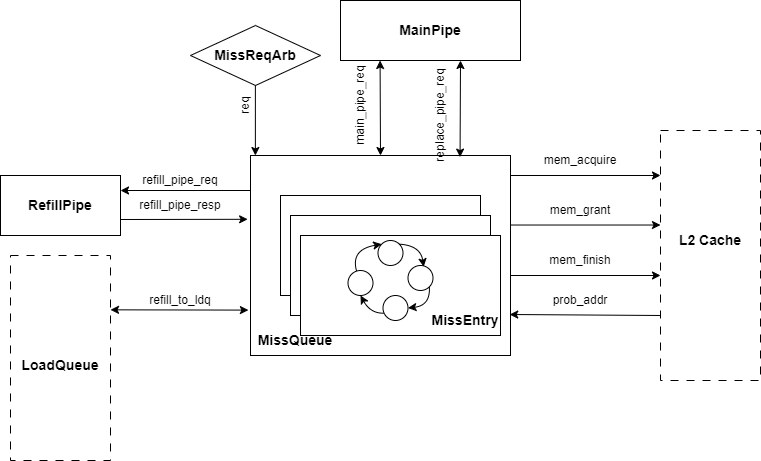 MainPipe
MissReqArb
req
main_pipe_req
replace_pipe_req
mem_acquire
refill_pipe_req
RefillPipe
refill_pipe_resp
mem_grant
L2 Cache
mem_finish
refill_to_ldq
prob_addr
MissEntry
MissQueue
LoadQueue